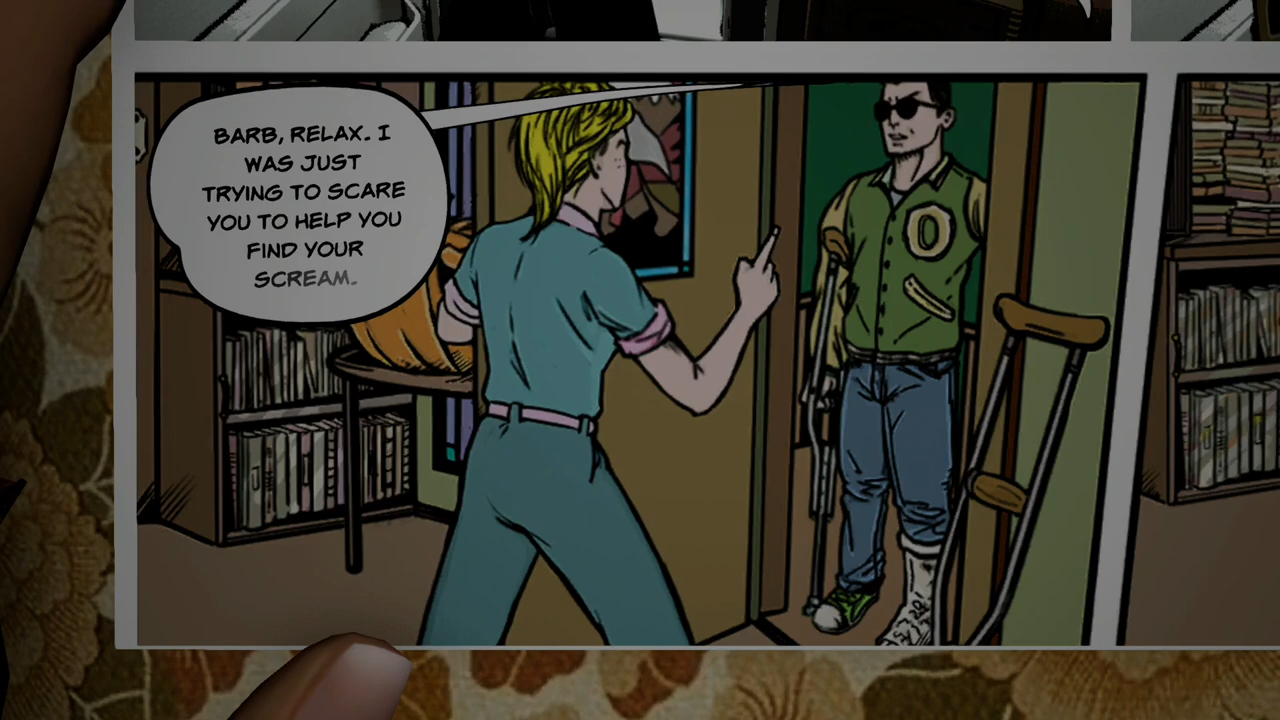 BARB, RELAX. I
WAS JUST
TRYING TO SCARE
YOU TO HELP YOU
FIND YOUR
SCREAM.
O